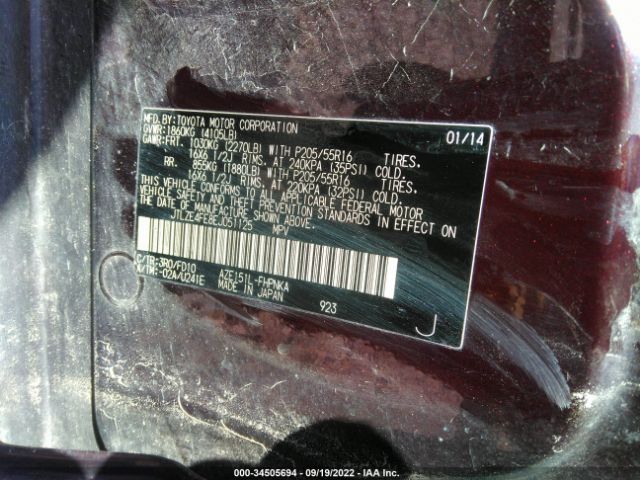 MFD.BY:TOYOTA MOTOR CORPORATION 01/14
GVWR:1860KG (4105LB)
GAWR:FRT. 1030KG (2270LB) WITH P205/55R16 TIRES.
16X6 1/2J RIMS. AT 240KPA (35PSI) COLD.
RR. 855KG (1880LB) WITH P205/55R16 TIRES.
16X6 1/2J RIMS. AT 220KPA (32PSI) COLD.
THIS VEHICLE CONFORMS TO ALL APPLICABLE FEDERAL MOTOR
VEHICLE SAFETY AND THEFT PREVENTION STANDARDS IN EFFECT ON
THE DATE OF MANUFACTURE SHOWN ABOVE.
JTLZE4FE8EJ051125 MPV
C/TR:3R0/FD10 AZE151L-FHPNKA
A/TM:-02A/U241E MADE IN JAPAN
923
J
000-34505694 - 09/19/2022 - IAA Inc.